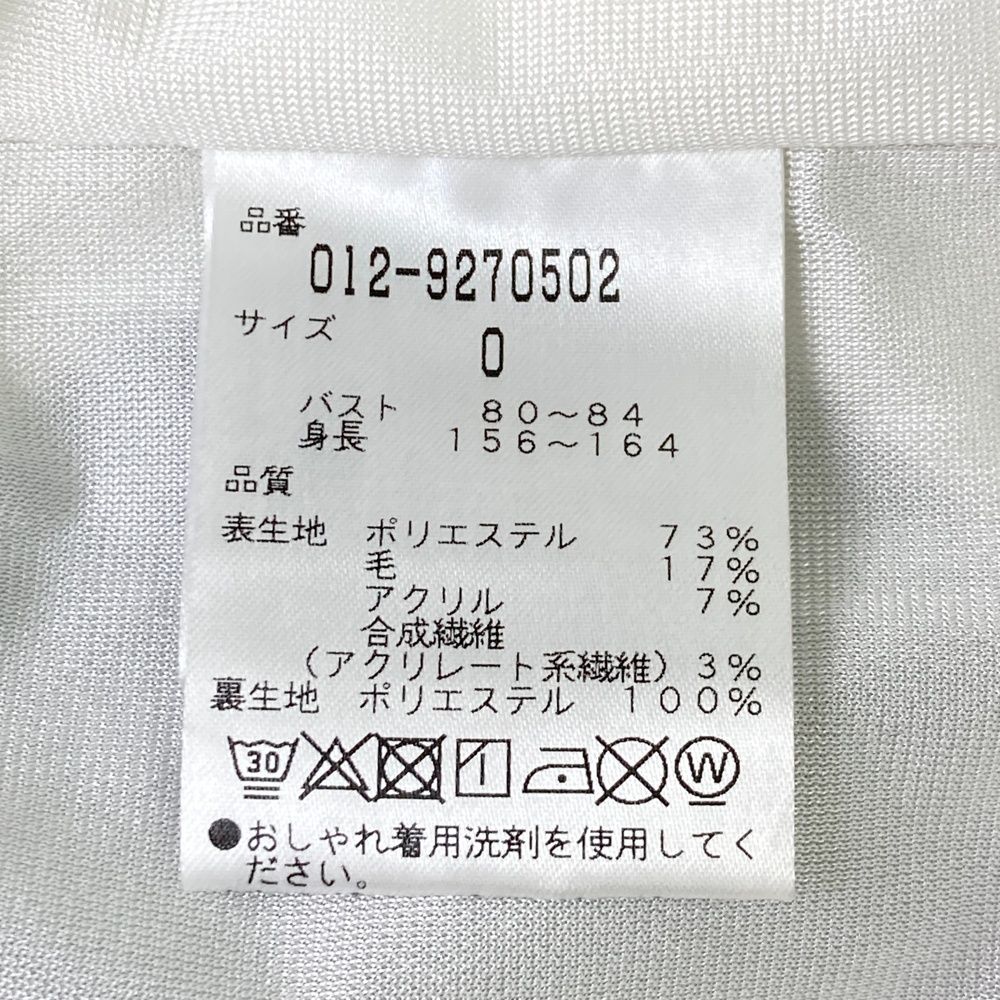 品番
012-9270502
サイズ
0
バスト 80～84
身長 156～164
品質
表生地 ポリエステル 73%
毛 17%
アクリル 7%
合成繊維
（アクリレート系繊維） 3%
裏生地 ポリエステル 100%
30 W
●おしゃれ着用洗剤を使用してく
ださい。